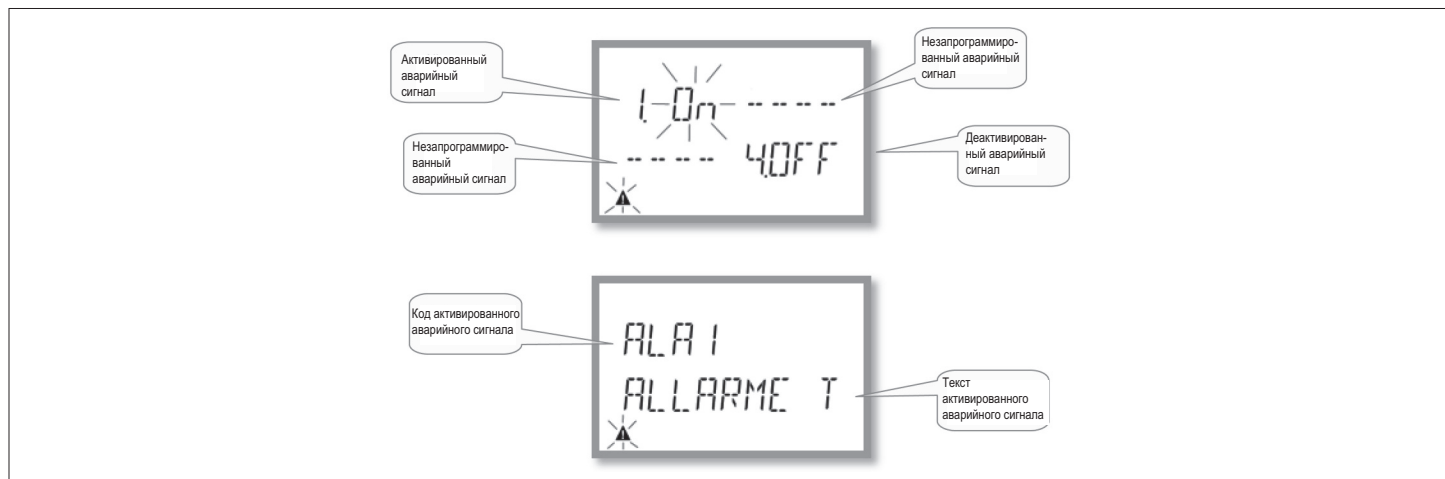 Активированный
аварийный
сигнал
Незапрограммиро-
ванный аварийный
сигнал
1. On - - - -
Незапрограммиро-
ванный
аварийный сигнал
- - - - 4.OFF
Деактивирован-
ный аварийный
сигнал
Код активированного
аварийного сигнала
ALA1
ALLARME T
Текст
активированного
аварийного сигнала